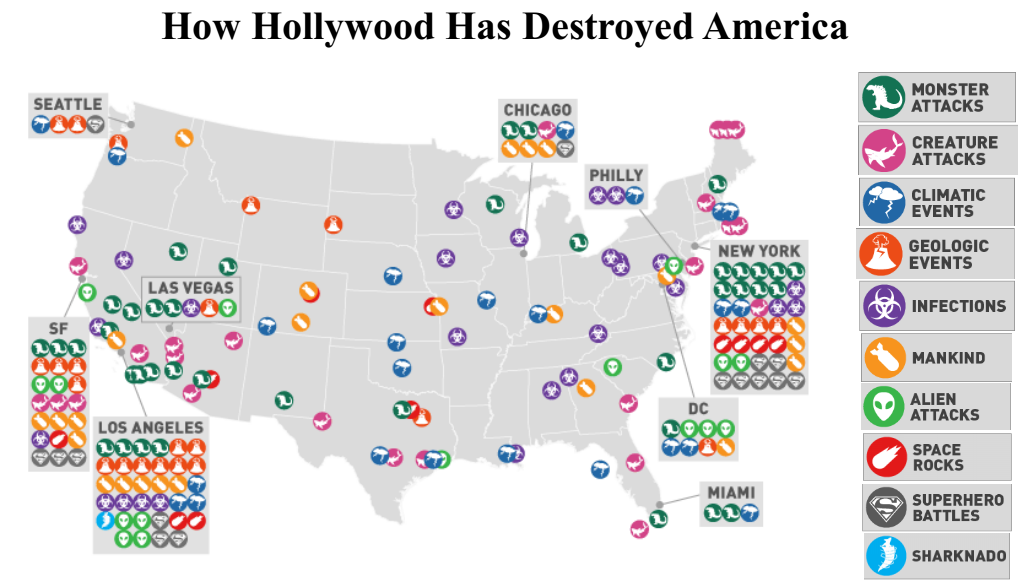 How Hollywood Has Destroyed America
SEATTLE
CHICAGO
PHILLY
NEW YORK
LAS VEGAS
SF
LOS ANGELES
DC
MIAMI
MONSTER
ATTACKS
CREATURE
ATTACKS
CLIMATIC
EVENTS
GEOLOGIC
EVENTS
INFECTIONS
MANKIND
ALIEN
ATTACKS
SPACE
ROCKS
SUPERHERO
BATTLES
SHARKNADO